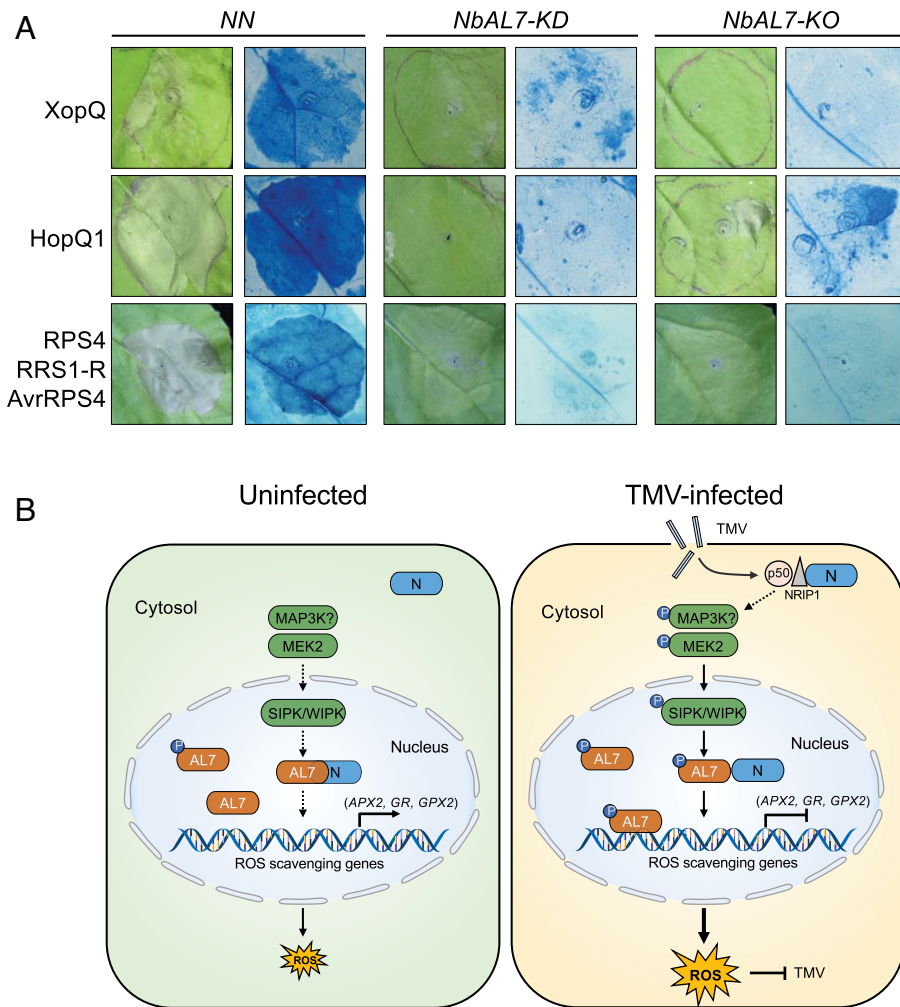 A
NN
NbAL7-KD
NbAL7-KO
XopQ
HopQ1
RPS4
RRS1-R
AvrRPS4
B
Uninfected
N
Cytosol
MAP3K?
MEK2
SIPK/WIPK
Nucleus
P
AL7
AL7
N
AL7
(APX2, GR, GPX2)
ROS scavenging genes
ROS
TMV-infected
TMV
p50
N
NRIP1
Cytosol
P
MAP3K?
P
MEK2
P
SIPK/WIPK
Nucleus
P
AL7
P
AL7
N
P
AL7
(APX2, GR, GPX2)
ROS scavenging genes
ROS
TMV